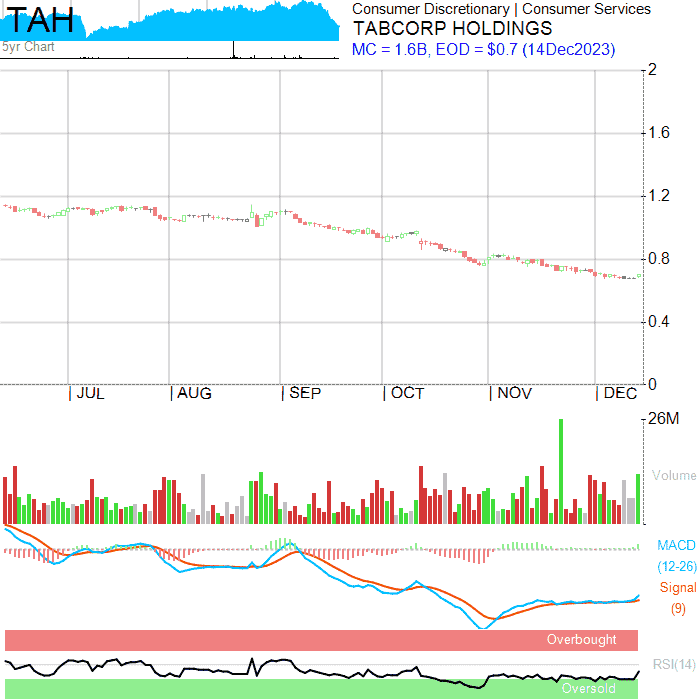 TAH
5yr Chart
Consumer Discretionary | Consumer Services
TABCORP HOLDINGS
MC = 1.6B, EOD = $0.7 (14Dec2023)
2
1.6
1.2
0.8
0.4
0
JUL AUG SEP OCT NOV DEC
26M
Volume
MACD
(12-26)
Signal
(9)
Overbought
RSI(14)
Oversold